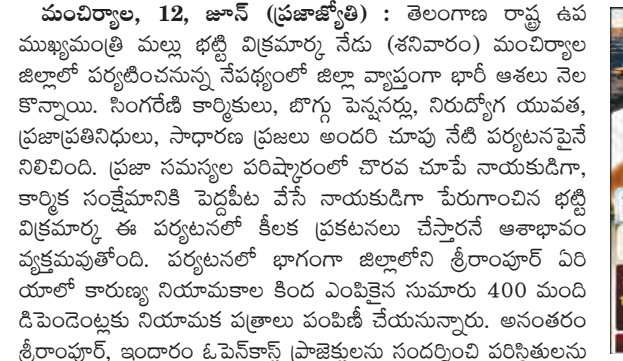 మంచిర్యాల, 12, జూన్ (ప్రజాజ్యోతి) : తెలంగాణ రాష్ట్ర ఉప
ముఖ్యమంత్రి మల్లు భట్టి విక్రమార్క నేడు (శనివారం) మంచిర్యాల
జిల్లాలో పర్యటించనున్న నేపథ్యంలో జిల్లా వ్యాప్తంగా భారీ ఆశలు నెల
కొన్నాయి. సింగరేణి కార్మికులు, బొగ్గు పెన్షనర్లు, నిరుద్యోగ యువత,
ప్రజాప్రతినిధులు, సాధారణ ప్రజలు అందరి చూపు నేటి పర్యటనపైనే
నిలిచింది. ప్రజా సమస్యల పరిష్కారంలో చొరవ చూపే నాయకుడిగా,
కార్మిక సంక్షేమానికి పెద్దపీట వేసే నాయకుడిగా పేరుగాంచిన భట్టి
విక్రమార్క ఈ పర్యటనలో కీలక ప్రకటనలు చేస్తారనే ఆశాభావం
వ్యక్తమవుతోంది. పర్యటనలో భాగంగా జిల్లాలోని శ్రీరాంపూర్ ఏరి
యాలో కారుణ్య నియామకాల కింద ఎంపికైన సుమారు 400 మంది
డిపెండెంట్లకు నియామక పత్రాలు పంపిణీ చేయనున్నారు. అనంతరం
శ్రీరాంపూర్, ఇందారం ఓపెన్‌కాస్ట్ ప్రాజెక్టులను సందర్శించి పరిస్థితులను